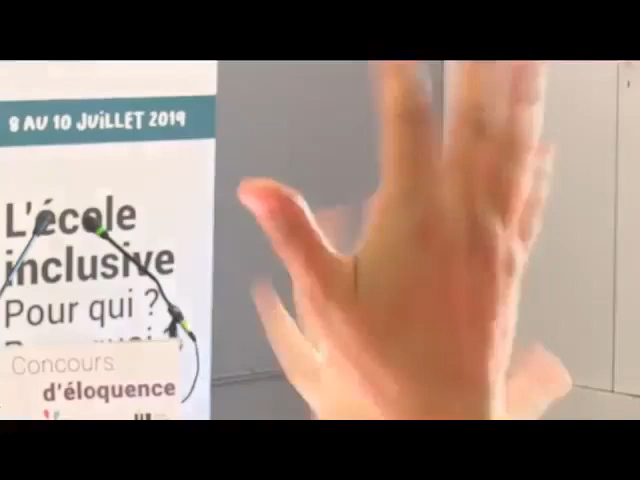 8 AU 10 JUILLET 2019
L'école
inclusive
Pour qui ?
Concours
d'éloquence